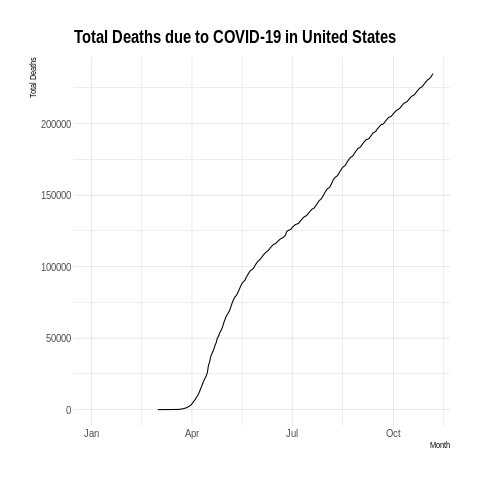 Total Deaths due to COVID-19 in United States
Total Deaths
200000
150000
100000
50000
0
Jan Apr Jul Oct
Month